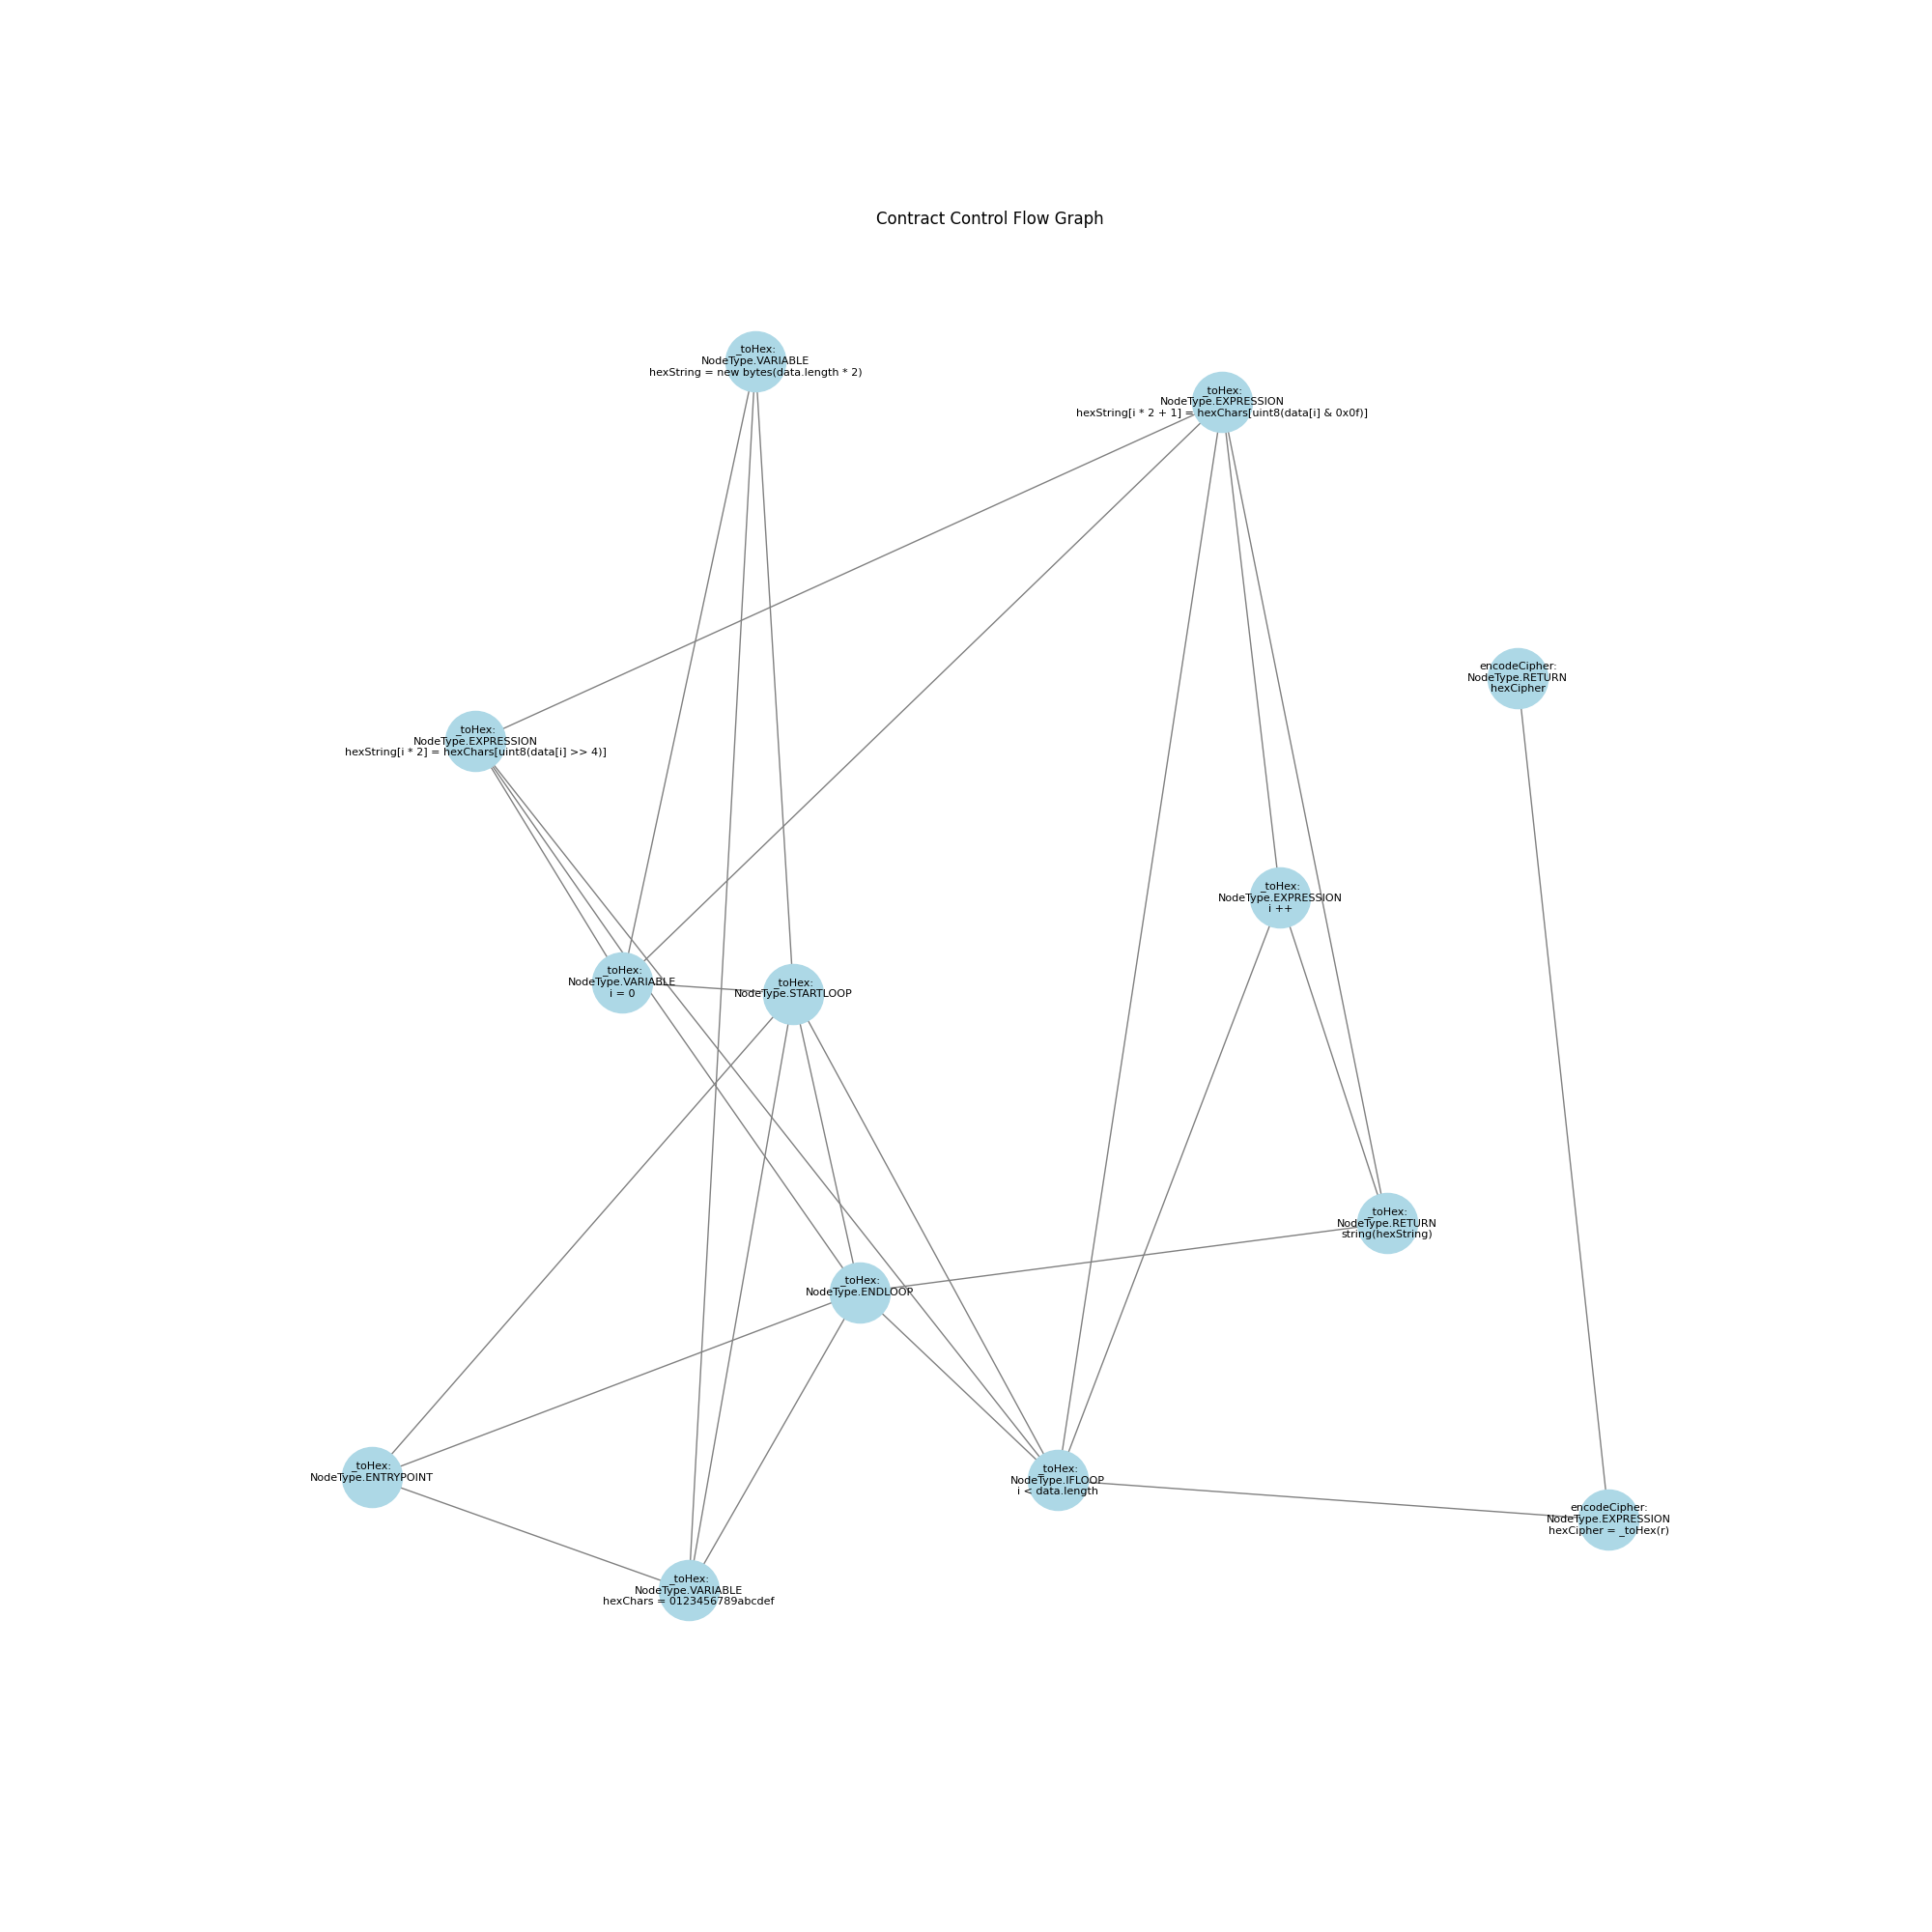 Contract Control Flow Graph
_toHex:
NodeType.VARIABLE
hexString = new bytes(data.length * 2)
_toHex:
NodeType.EXPRESSION
hexString[i * 2 + 1] = hexChars[uint8(data[i] & 0x0f)]
encodeCipher:
NodeType.RETURN
hexCipher
_toHex:
NodeType.EXPRESSION
hexString[i * 2] = hexChars[uint8(data[i] >> 4)]
_toHex:
NodeType.EXPRESSION
i ++
_toHex:
NodeType.VARIABLE
i = 0
_toHex:
NodeType.STARTLOOP
_toHex:
NodeType.RETURN
string(hexString)
_toHex:
NodeType.ENDLOOP
_toHex:
NodeType.ENTRYPOINT
_toHex:
NodeType.IFLOOP
i < data.length
encodeCipher:
NodeType.EXPRESSION
hexCipher = _toHex(r)
_toHex:
NodeType.VARIABLE
hexChars = 0123456789abcdef